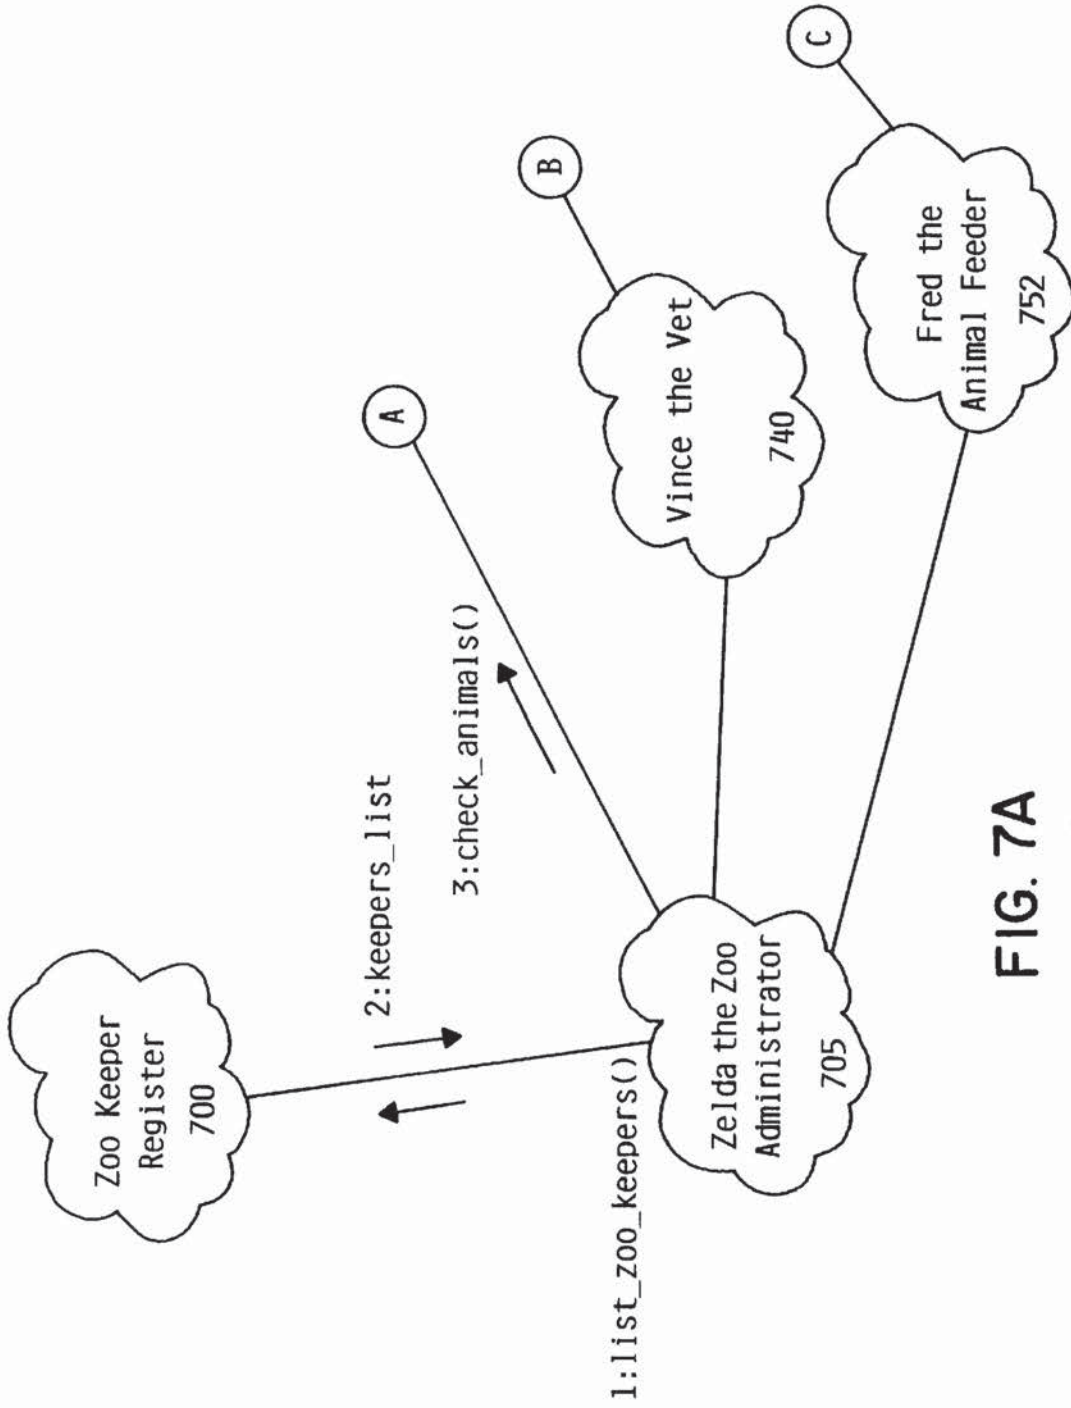 Zoo Keeper
Register
700
2:keepers_list
3:check_animals()
1:list_zoo_keepers()
Zelda the Zoo
Administrator
705
A
B
Vince the Vet
740
C
Fred the
Animal Feeder
752
FIG. 7A